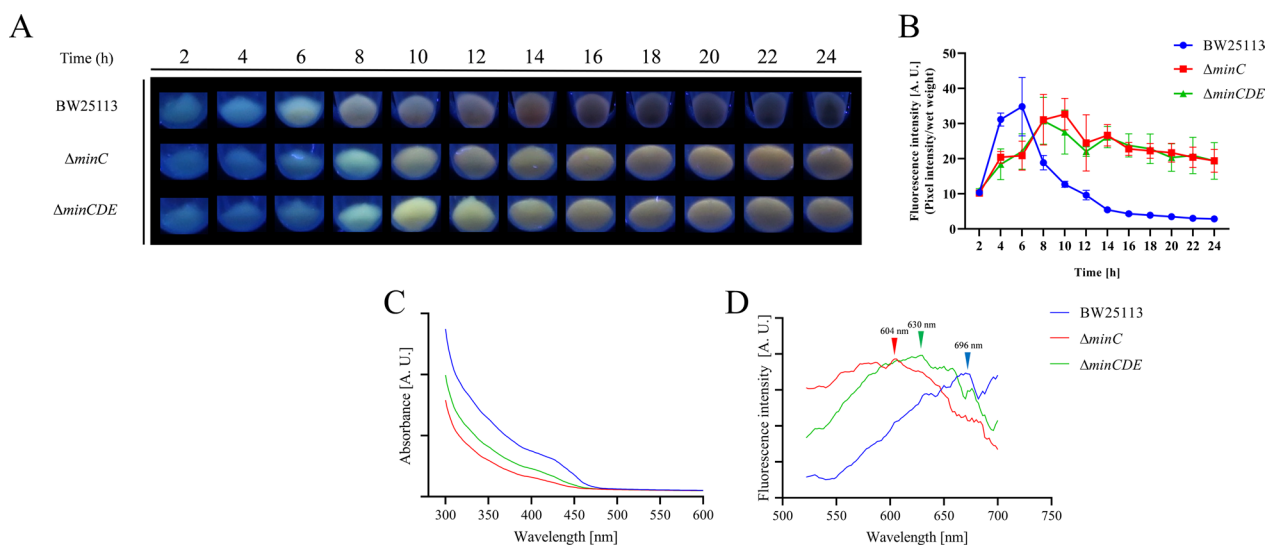 A
Time (h) 2 4 6 8 10 12 14 16 18 20 22 24
BW25113
ΔminC
ΔminCDE
B
BW25113
ΔminC
ΔminCDE
Fluorescence intensity [A. U.]
(Pixel intensity/wet weight)
50
40
30
20
10
0
2 4 6 8 10 12 14 16 18 20 22 24
Time [h]
C
Absorbance [A. U.]
300 350 400 450 500 550 600
Wavelength [nm]
D
BW25113
ΔminC
ΔminCDE
604 nm
630 nm
696 nm
Fluorescence intensity [A. U.]
500 550 600 650 700 750
Wavelength [nm]